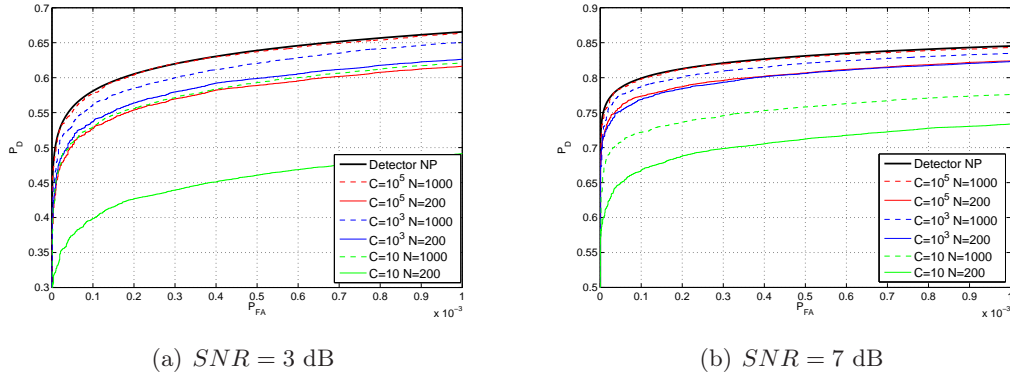 0.7
0.65
0.6
0.55
0.5
0.45
0.4
0.35
0.3
P_D
0 0.1 0.2 0.3 0.4 0.5 0.6 0.7 0.8 0.9 1
P_FA
x 10^-3
Detector NP
C=10^5 N=1000
C=10^5 N=200
C=10^3 N=1000
C=10^3 N=200
C=10 N=1000
C=10 N=200
(a) SNR = 3 dB
0.9
0.85
0.8
0.75
0.7
0.65
0.6
0.55
0.5
P_D
0 0.1 0.2 0.3 0.4 0.5 0.6 0.7 0.8 0.9 1
P_FA
x 10^-3
Detector NP
C=10^5 N=1000
C=10^5 N=200
C=10^3 N=1000
C=10^3 N=200
C=10 N=1000
C=10 N=200
(b) SNR = 7 dB